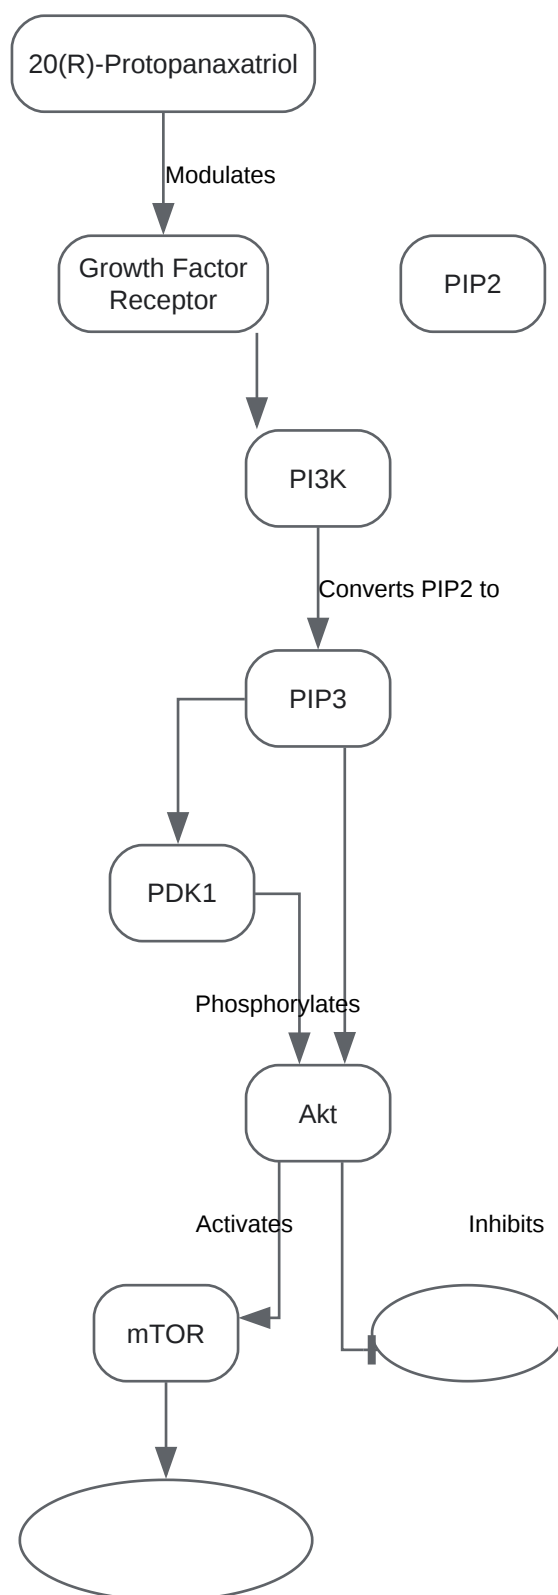 20(R)-Protopanaxatriol
Modulates
Growth Factor
Receptor
PIP2
PI3K
Converts PIP2 to
PIP3
PDK1
Phosphorylates
Akt
Activates
Inhibits
mTOR